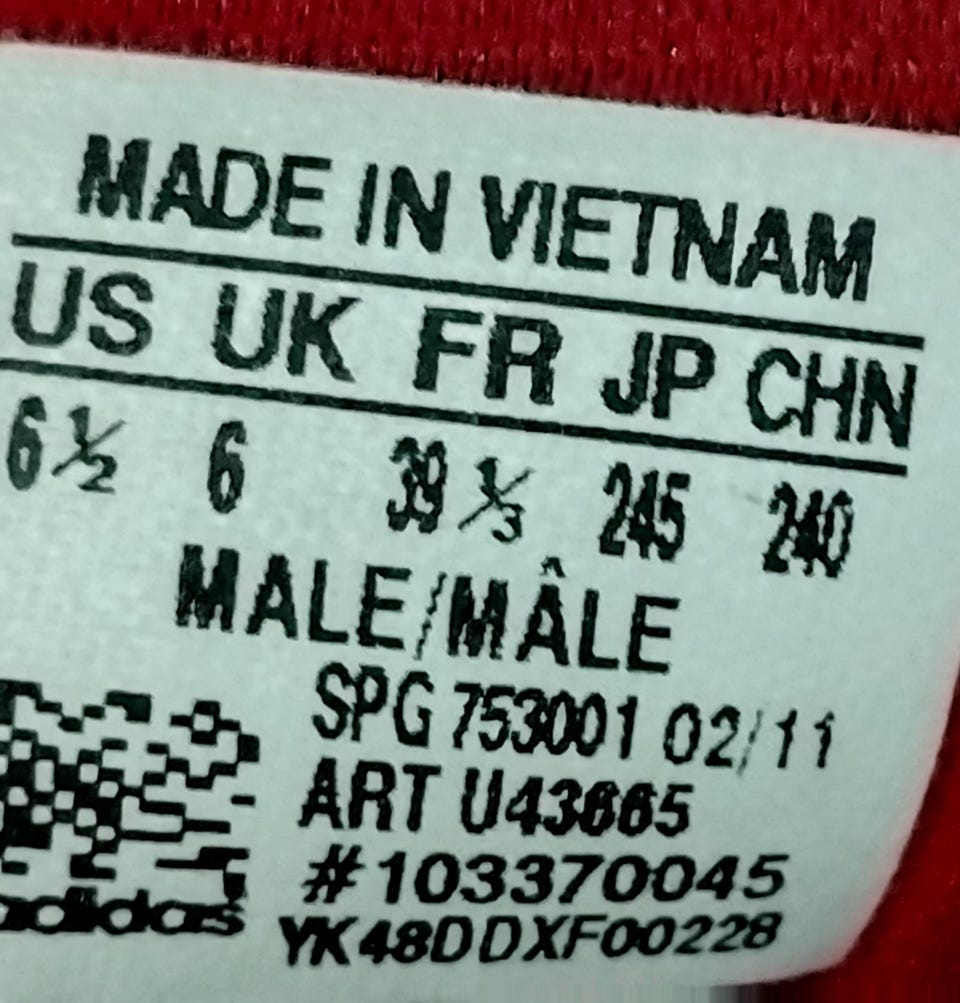 MADE IN VIETNAM
US UK FR JP CHN
6½ 6 39⅓ 245 240
MALE/MÂLE
SPG 753001 02/11
ART U43665
#103370045
YK48DDXF00228
adidas